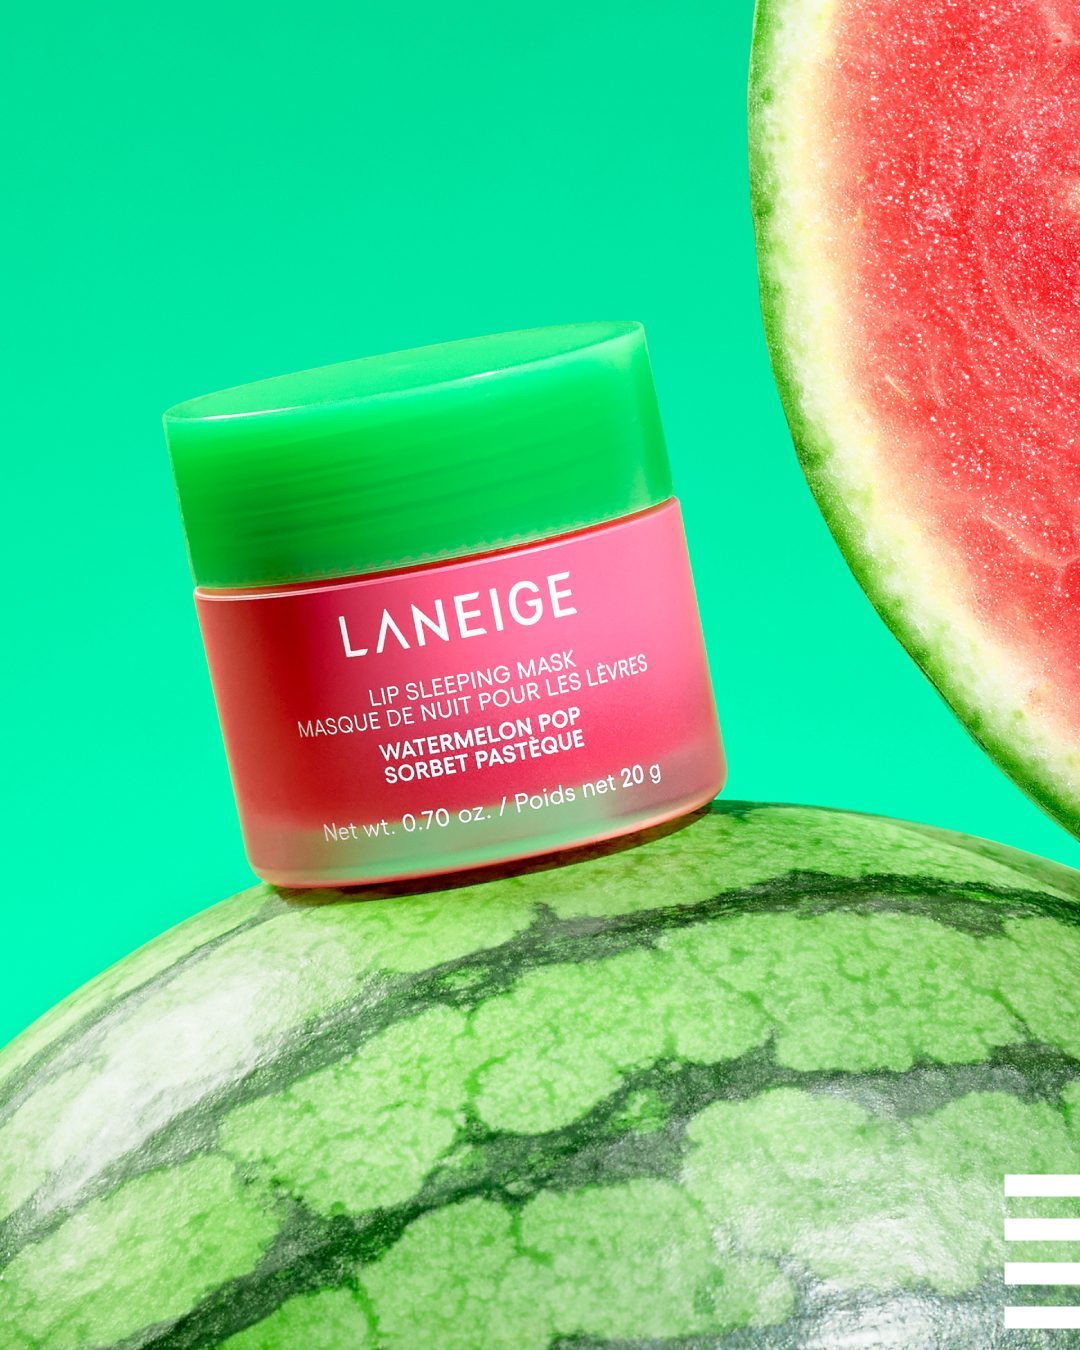 LANEIGE
LIP SLEEPING MASK
MASQUE DE NUIT POUR LES LÈVRES
WATERMELON POP
SORBET PASTÈQUE
Net wt. 0.70 oz. / Poids net 20 g